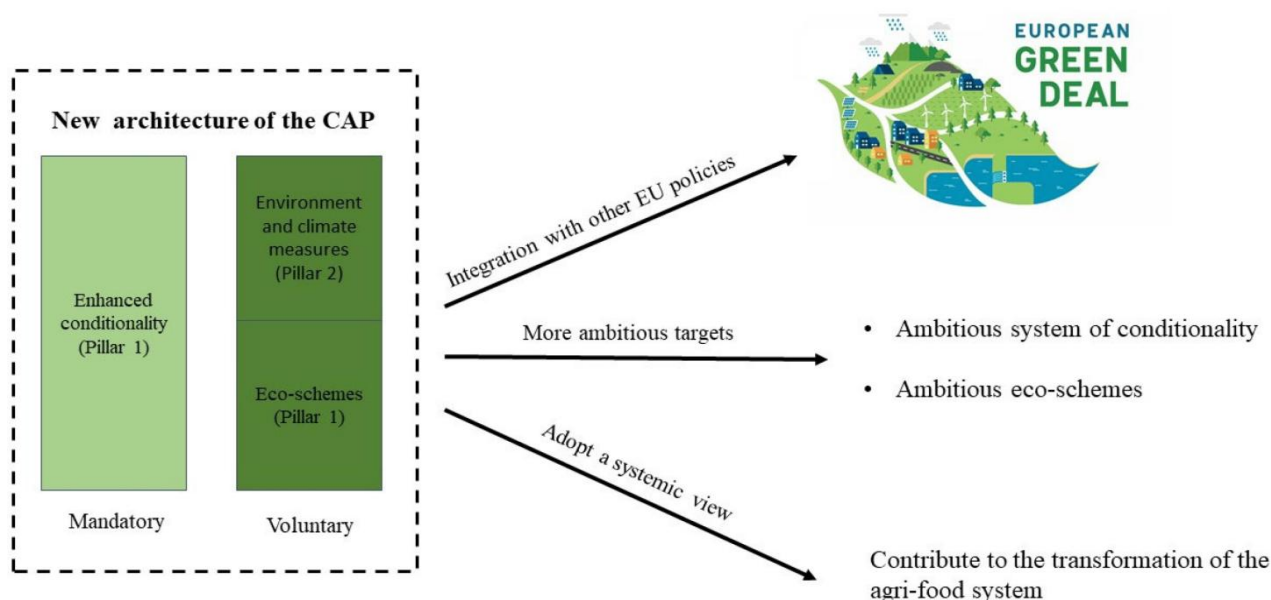 New architecture of the CAP
Enhanced
conditionality
(Pillar 1)
Mandatory
Environment
and climate
measures
(Pillar 2)
Eco-schemes
(Pillar 1)
Voluntary
Integration with other EU policies
EUROPEAN
GREEN
DEAL
More ambitious targets
• Ambitious system of conditionality
• Ambitious eco-schemes
Adopt a systemic view
Contribute to the transformation of the
agri-food system